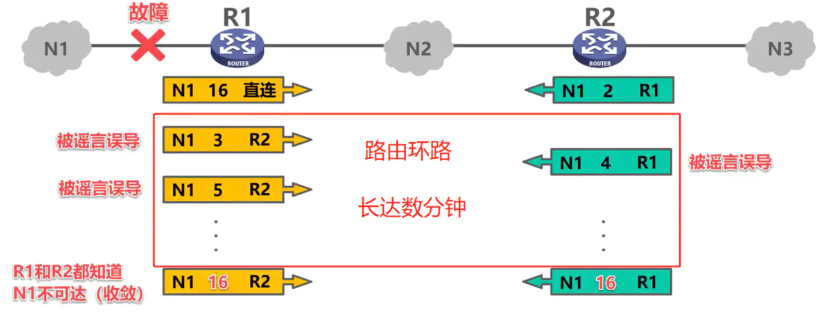 故障
R1
R2
N1
N2
N3
ROUTER
ROUTER
N1 16 直连
N1 2 R1
被谣言误导
N1 3 R2
路由环路
N1 4 R1
被谣言误导
被谣言误导
N1 5 R2
长达数分钟
R1和R2都知道
N1不可达（收敛）
N1 16 R2
N1 16 R1